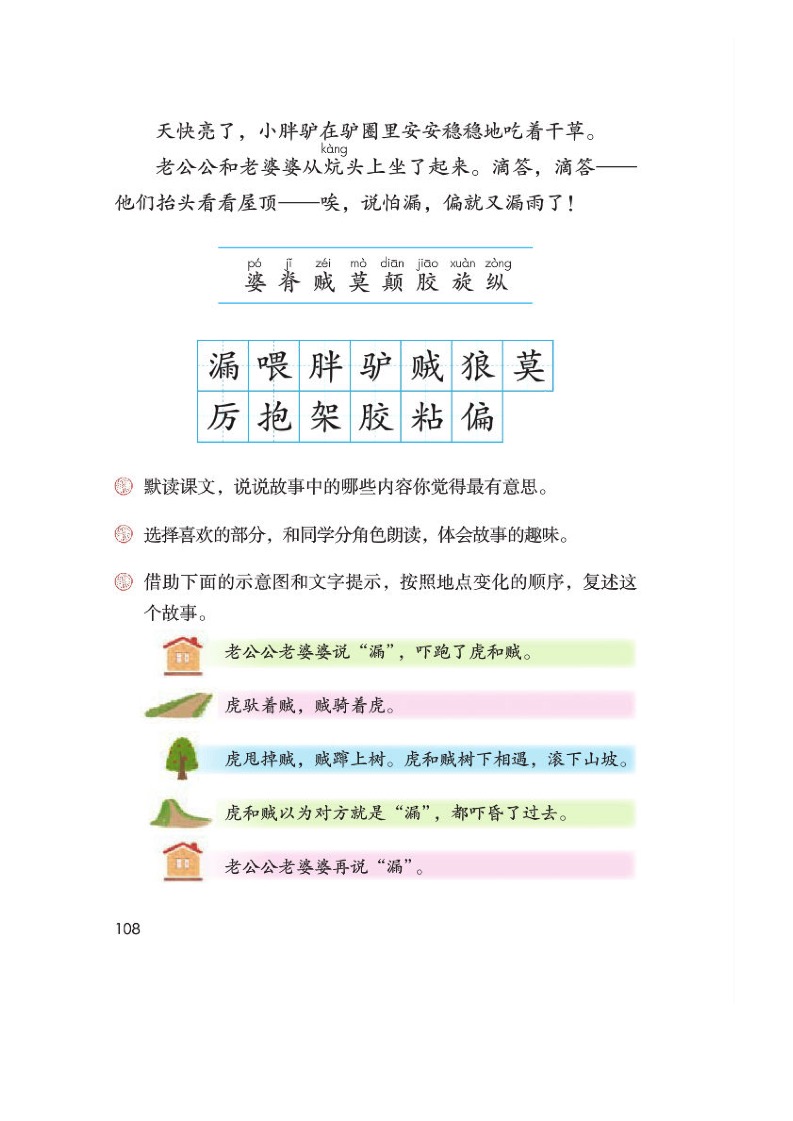 天快亮了，小胖驴在驴圈里安安稳稳地吃着干草。
kàng
老公公和老婆婆从炕头上坐了起来。滴答，滴答——
他们抬头看看屋顶——唉，说怕漏，偏就又漏雨了！
pó jǐ zéi mò diān jiāo xuàn zòng
婆 脊 贼 莫 颠 胶 旋 纵
漏 喂 胖 驴 贼 狼 莫
厉 抱 架 胶 粘 偏
默读课文，说说故事中的哪些内容你觉得最有意思。
选择喜欢的部分，和同学分角色朗读，体会故事的趣味。
借助下面的示意图和文字提示，按照地点变化的顺序，复述这
个故事。
老公公老婆婆说“漏”，吓跑了虎和贼。
虎驮着贼，贼骑着虎。
虎甩掉贼，贼蹿上树。虎和贼树下相遇，滚下山坡。
虎和贼以为对方就是“漏”，都吓昏了过去。
老公公老婆婆再说“漏”。
108